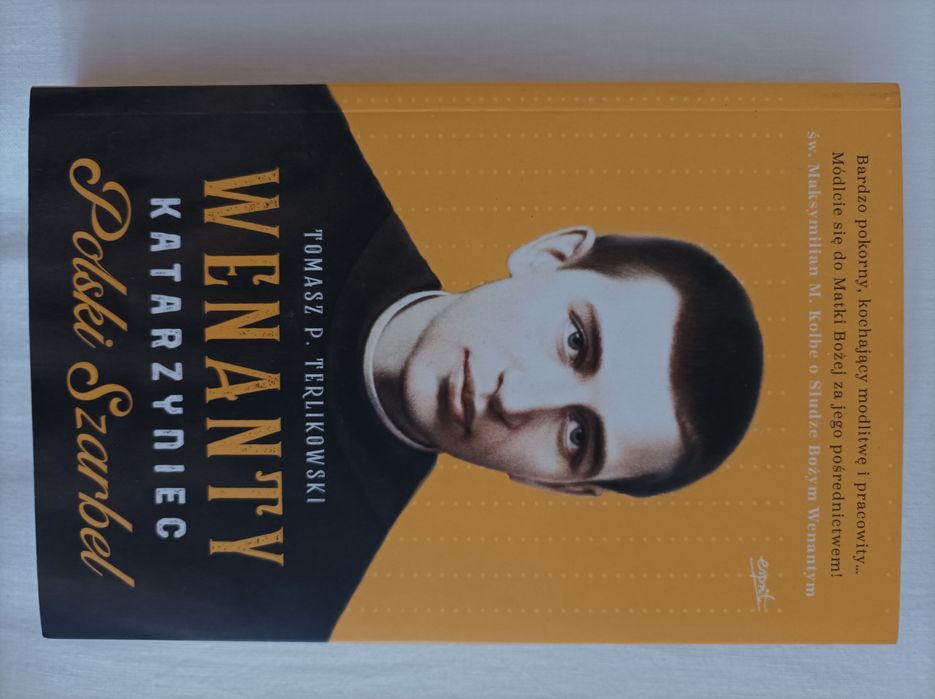 Bardzo pokorny, kochający modlitwę i pracowity...
Módlcie się do Matki Bożej za jego pośrednictwem!
św. Maksymilian M. Kolbe o Słudze Bożym Wenantym
esprit
TOMASZ P. TERLIKOWSKI
WENANTY
KATARZYNIEC
Polski Szarbel